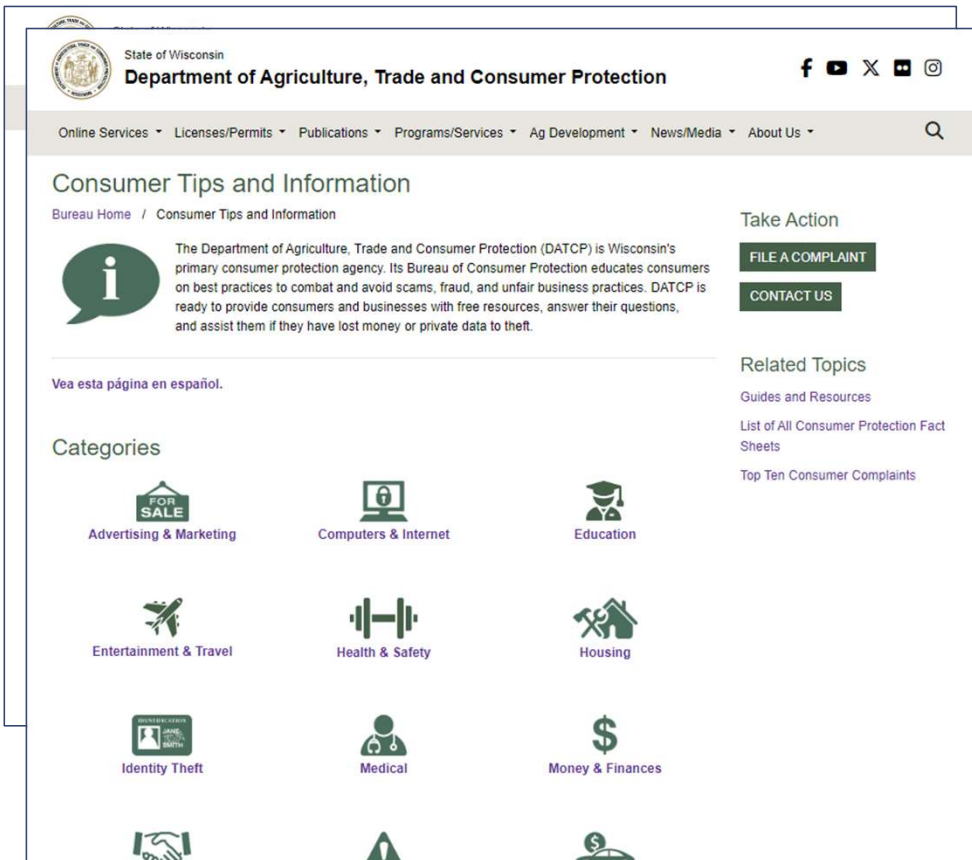 State of Wisconsin
Department of Agriculture, Trade and Consumer Protection
Online Services
Licenses/Permits
Publications
Programs/Services
Ag Development
News/Media
About Us
Consumer Tips and Information
Bureau Home / Consumer Tips and Information
The Department of Agriculture, Trade and Consumer Protection (DATCP) is Wisconsin's
primary consumer protection agency. Its Bureau of Consumer Protection educates consumers
on best practices to combat and avoid scams, fraud, and unfair business practices. DATCP is
ready to provide consumers and businesses with free resources, answer their questions,
and assist them if they have lost money or private data to theft.
Vea esta página en español.
Take Action
FILE A COMPLAINT
CONTACT US
Related Topics
Guides and Resources
List of All Consumer Protection Fact
Sheets
Top Ten Consumer Complaints
Categories
FOR
SALE
Advertising & Marketing
Computers & Internet
Education
Entertainment & Travel
Health & Safety
Housing
IDENTIFICATION
JANE
SMITH
Identity Theft
Medical
Money & Finances